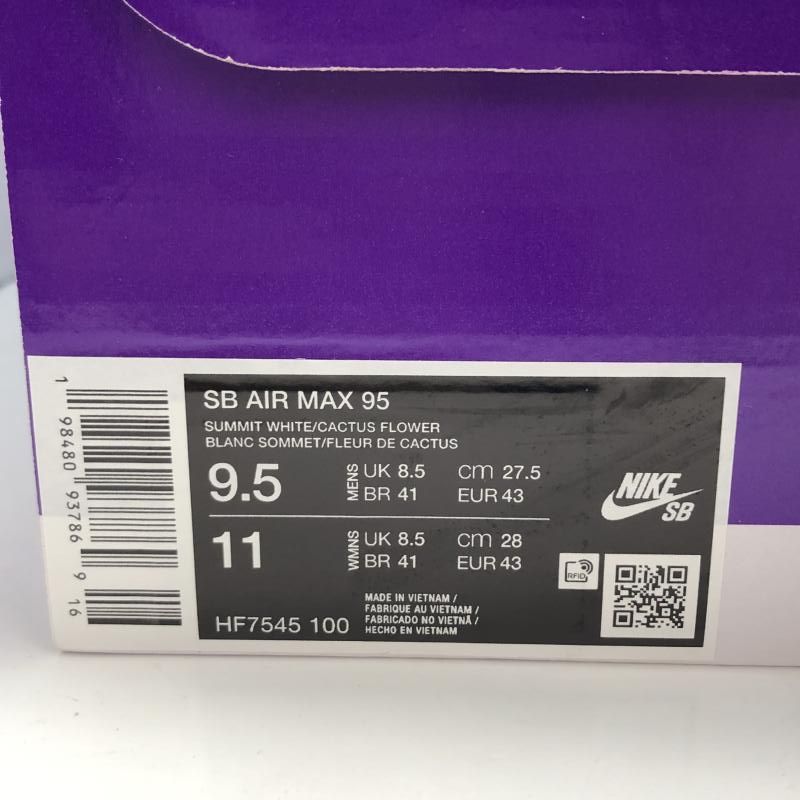 1 98480 93786 9 16
SB AIR MAX 95
SUMMIT WHITE/CACTUS FLOWER
BLANC SOMMET/FLEUR DE CACTUS
9.5 MENS UK 8.5 cm 27.5
BR 41 EUR 43
11 WMNS UK 8.5 cm 28
BR 41 EUR 43
NIKE
SB
RFID
HF7545 100
MADE IN VIETNAM /
FABRIQUE AU VIETNAM /
FABRICADO NO VIETNÃ /
HECHO EN VIETNAM